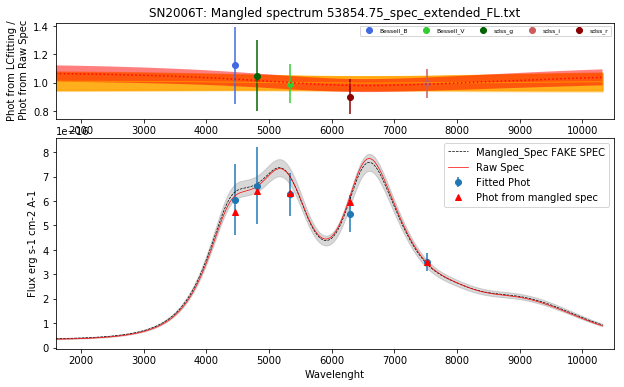 SN2006T: Mangled spectrum 53854.75_spec_extended_FL.txt
Phot from LCfitting /
Phot from Raw Spec
1.4
1.2
1.0
0.8
Bessell_B
Bessell_V
sdss_g
sdss_i
sdss_r
2000 3000 4000 5000 6000 7000 8000 9000 10000
Flux erg s-1 cm-2 A-1
8
7
6
5
4
3
2
1
0
Mangled_Spec FAKE SPEC
Raw Spec
Fitted Phot
Phot from mangled spec
2000 3000 4000 5000 6000 7000 8000 9000 10000
Wavelenght